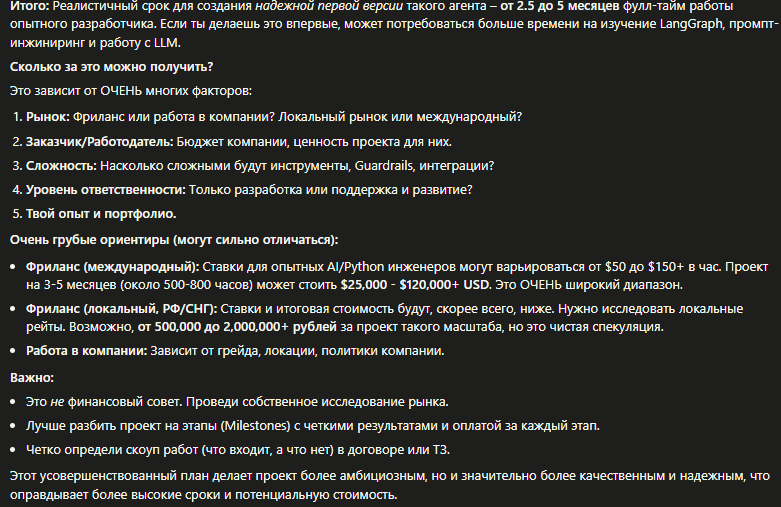 Итого: Реалистичный срок для создания надежной первой версии такого агента – от 2.5 до 5 месяцев фулл-тайм работы
опытного разработчика. Если ты делаешь это впервые, может потребоваться больше времени на изучение LangGraph, промпт-
инжиниринг и работу с LLM.
Сколько за это можно получить?
Это зависит от ОЧЕНЬ многих факторов:
1. Рынок: Фриланс или работа в компании? Локальный рынок или международный?
2. Заказчик/Работодатель: Бюджет компании, ценность проекта для них.
3. Сложность: Насколько сложными будут инструменты, Guardrails, интеграции?
4. Уровень ответственности: Только разработка или поддержка и развитие?
5. Твой опыт и портфолио.
Очень грубые ориентиры (могут сильно отличаться):
• Фриланс (международный): Ставки для опытных AI/Python инженеров могут варьироваться от $50 до $150+ в час. Проект
на 3-5 месяцев (около 500-800 часов) может стоить $25,000 - $120,000+ USD. Это ОЧЕНЬ широкий диапазон.
• Фриланс (локальный, РФ/СНГ): Ставки и итоговая стоимость будут, скорее всего, ниже. Нужно исследовать локальные
рейты. Возможно, от 500,000 до 2,000,000+ рублей за проект такого масштаба, но это чистая спекуляция.
• Работа в компании: Зависит от грейда, локации, политики компании.
Важно:
• Это не финансовый совет. Проведи собственное исследование рынка.
• Лучше разбить проект на этапы (Milestones) с четкими результатами и оплатой за каждый этап.
• Четко определи скоуп работ (что входит, а что нет) в договоре или ТЗ.
Этот усовершенствованный план делает проект более амбициозным, но и значительно более качественным и надежным, что
оправдывает более высокие сроки и потенциальную стоимость.